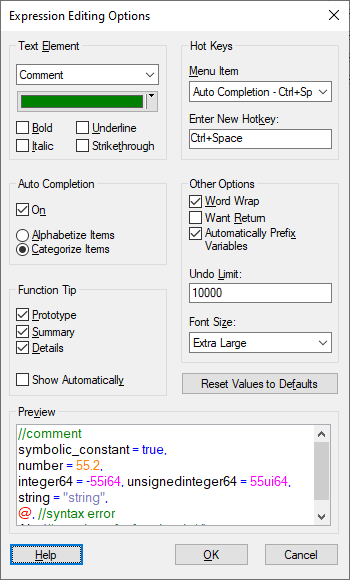 Expression Editing Options
Text Element
Comment
Bold
Underline
Italic
Strikethrough
Hot Keys
Menu Item
Auto Completion - Ctrl+Sp
Enter New Hotkey:
Ctrl+Space
Auto Completion
On
Alphabetize Items
Categorize Items
Other Options
Word Wrap
Want Return
Automatically Prefix
Variables
Undo Limit:
10000
Font Size:
Extra Large
Function Tip
Prototype
Summary
Details
Show Automatically
Reset Values to Defaults
Preview
//comment
symbolic_constant = true,
number = 55.2,
integer64 = -55i64, unsignedinteger64 = 55ui64,
string = "string",
@, //syntax error
Help
OK
Cancel